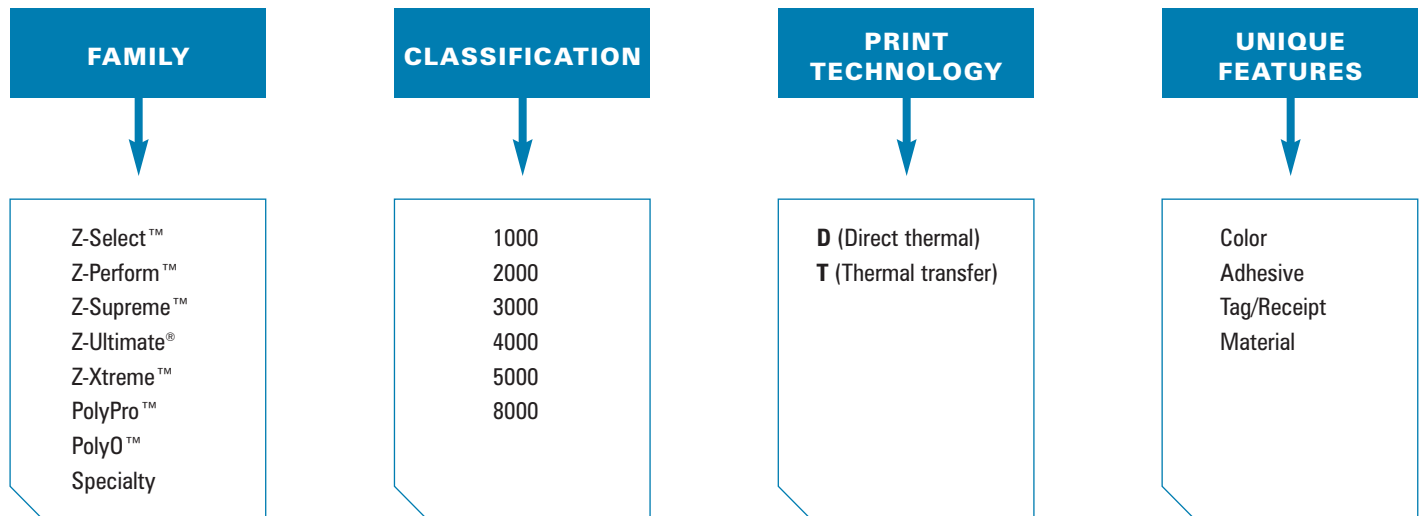 FAMILY
Z-Select™
Z-Perform™
Z-Supreme™
Z-Ultimate®
Z-Xtreme™
PolyPro™
PolyO™
Specialty
CLASSIFICATION
1000
2000
3000
4000
5000
8000
PRINT
TECHNOLOGY
D (Direct thermal)
T (Thermal transfer)
UNIQUE
FEATURES
Color
Adhesive
Tag/Receipt
Material